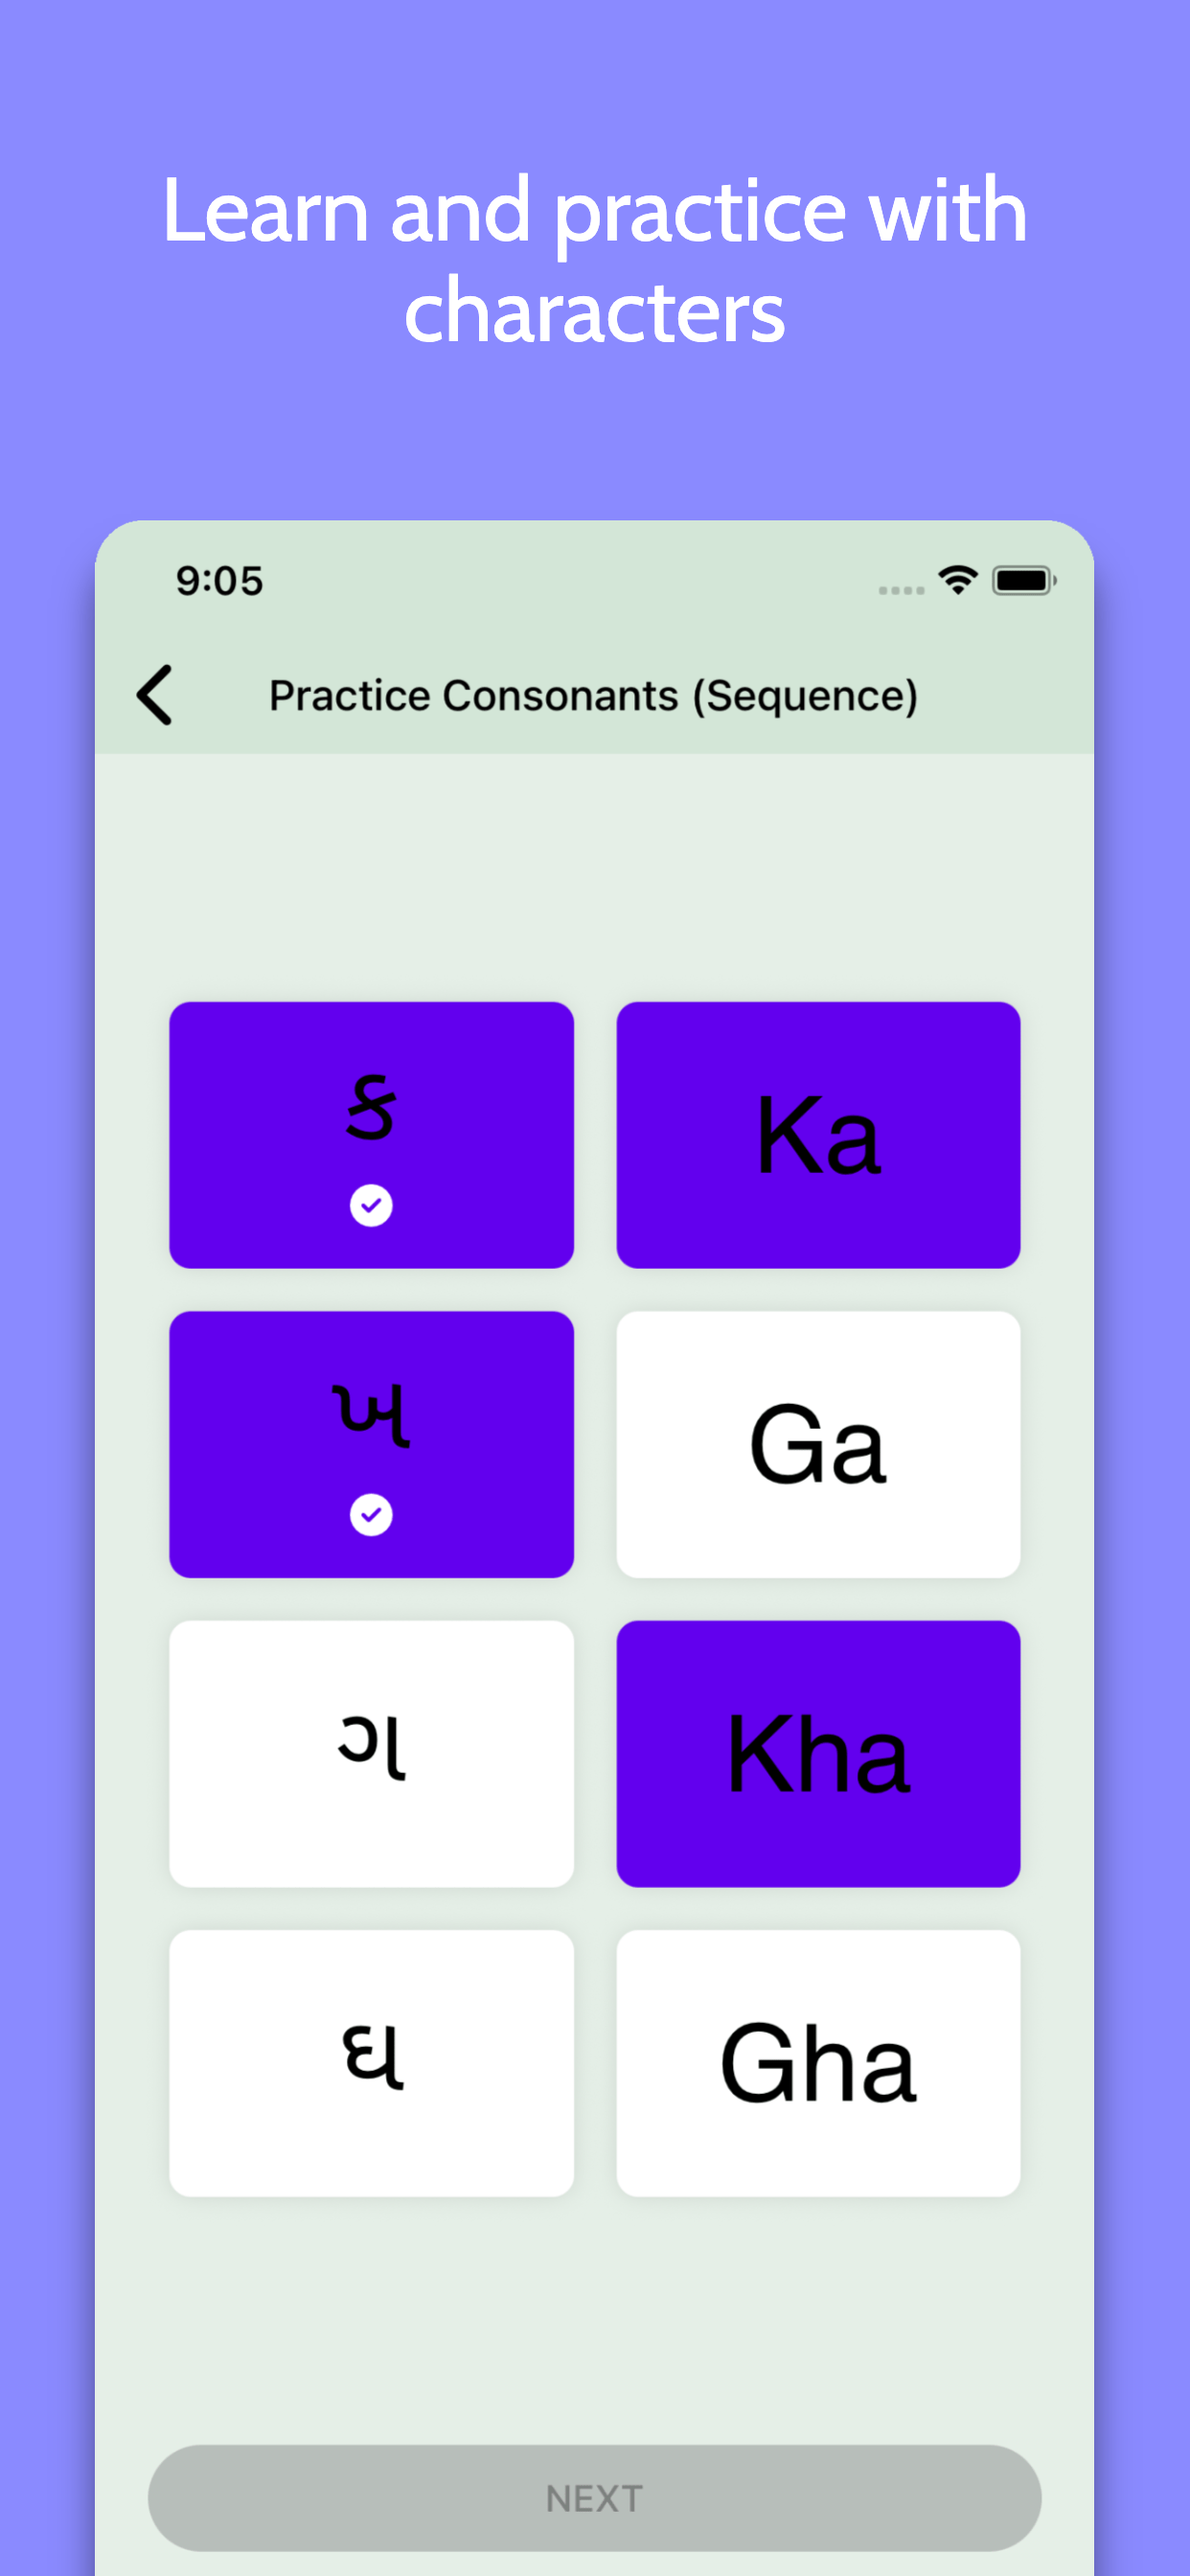 Learn and practice with
characters
9:05
Practice Consonants (Sequence)
ક
Ka
ખ
Ga
ગ
Kha
ઘ
Gha
NEXT